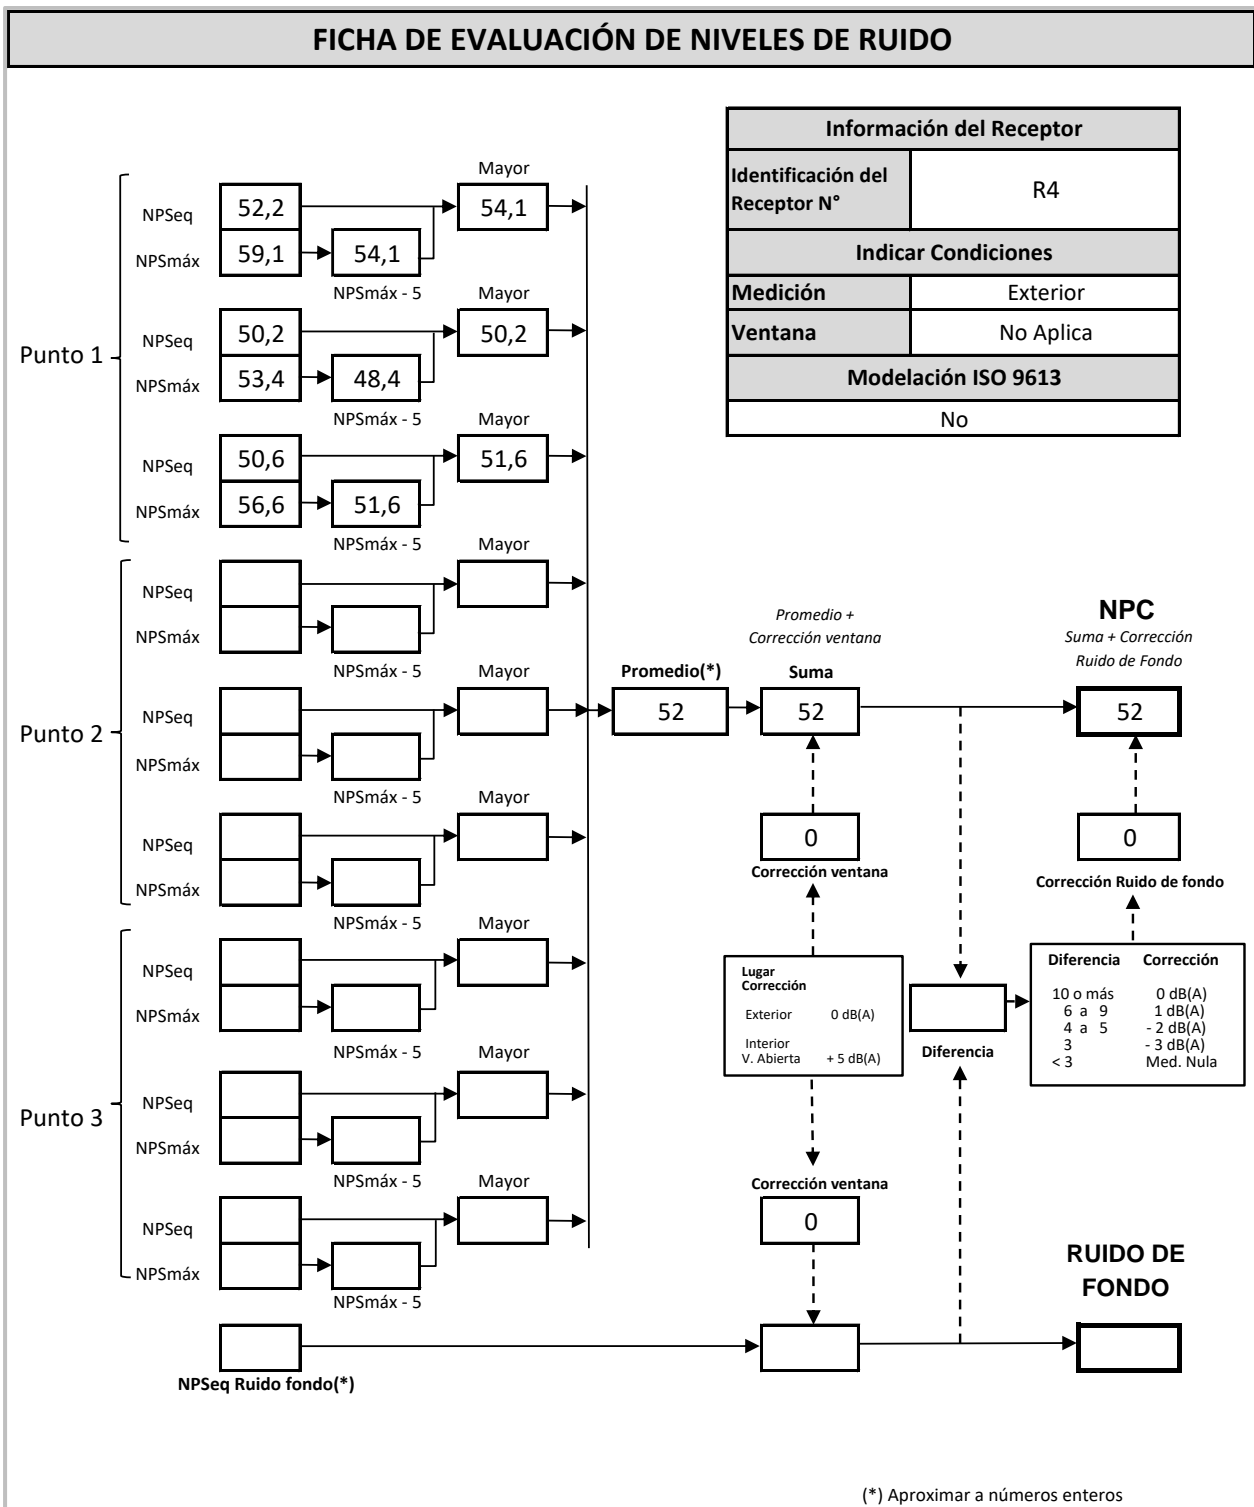 FICHA DE EVALUACIÓN DE NIVELES DE RUIDO
Información del Receptor
Identificación del
Receptor N°
R4
Indicar Condiciones
Medición
Exterior
Ventana
No Aplica
Modelación ISO 9613
No
Punto 1
Mayor
NPSeq
52,2
54,1
NPSmáx
59,1
54,1
NPSmáx - 5
Mayor
NPSeq
50,2
50,2
NPSmáx
53,4
48,4
NPSmáx - 5
Mayor
NPSeq
50,6
51,6
NPSmáx
56,6
51,6
NPSmáx - 5
Punto 2
Mayor
NPSeq
NPSmáx
NPSmáx - 5
Mayor
NPSeq
NPSmáx
NPSmáx - 5
Mayor
NPSeq
NPSmáx
NPSmáx - 5
Punto 3
Mayor
NPSeq
NPSmáx
NPSmáx - 5
Mayor
NPSeq
NPSmáx
NPSmáx - 5
Mayor
NPSeq
NPSmáx
NPSmáx - 5
NPSeq Ruido fondo(*)
Promedio(*)
52
Promedio +
Corrección ventana
Suma
52
0
Corrección ventana
Lugar
Corrección
Exterior 0 dB(A)
Interior
V. Abierta + 5 dB(A)
Corrección ventana
0
Diferencia
NPC
Suma + Corrección
Ruido de Fondo
52
0
Corrección Ruido de fondo
Diferencia Corrección
10 o más 0 dB(A)
6 a 9 1 dB(A)
4 a 5 - 2 dB(A)
3 - 3 dB(A)
< 3 Med. Nula
RUIDO DE
FONDO
(*) Aproximar a números enteros